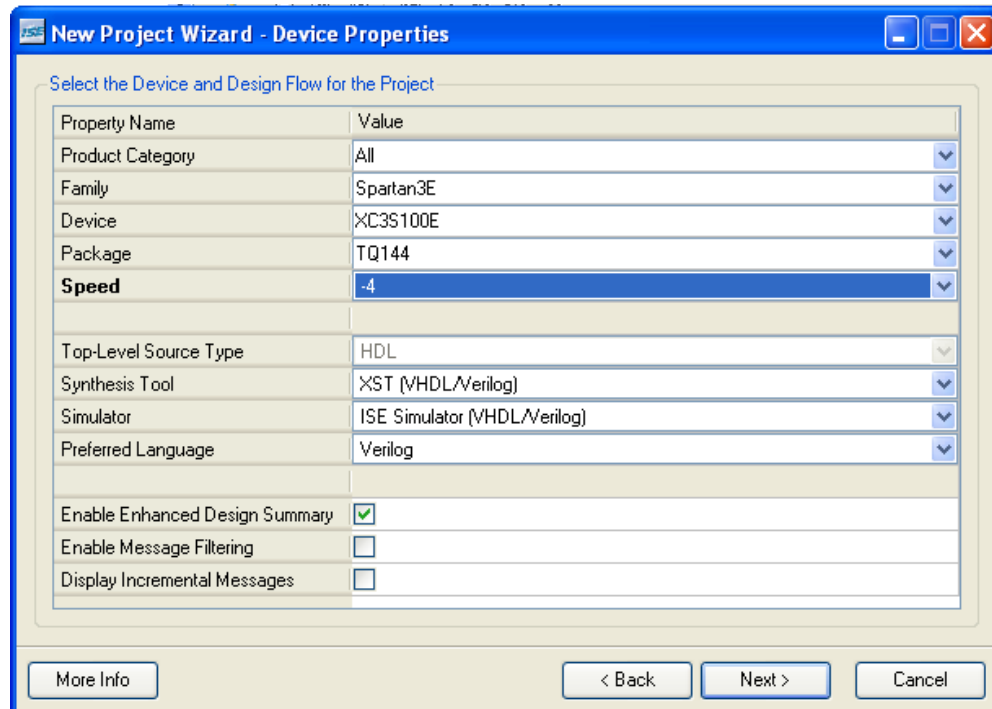 ISE New Project Wizard - Device Properties
Select the Device and Design Flow for the Project
Property Name Value
Product Category All
Family Spartan3E
Device XC3S100E
Package TQ144
Speed -4
Top-Level Source Type HDL
Synthesis Tool XST (VHDL/Verilog)
Simulator ISE Simulator (VHDL/Verilog)
Preferred Language Verilog
Enable Enhanced Design Summary
Enable Message Filtering
Display Incremental Messages
More Info < Back Next > Cancel